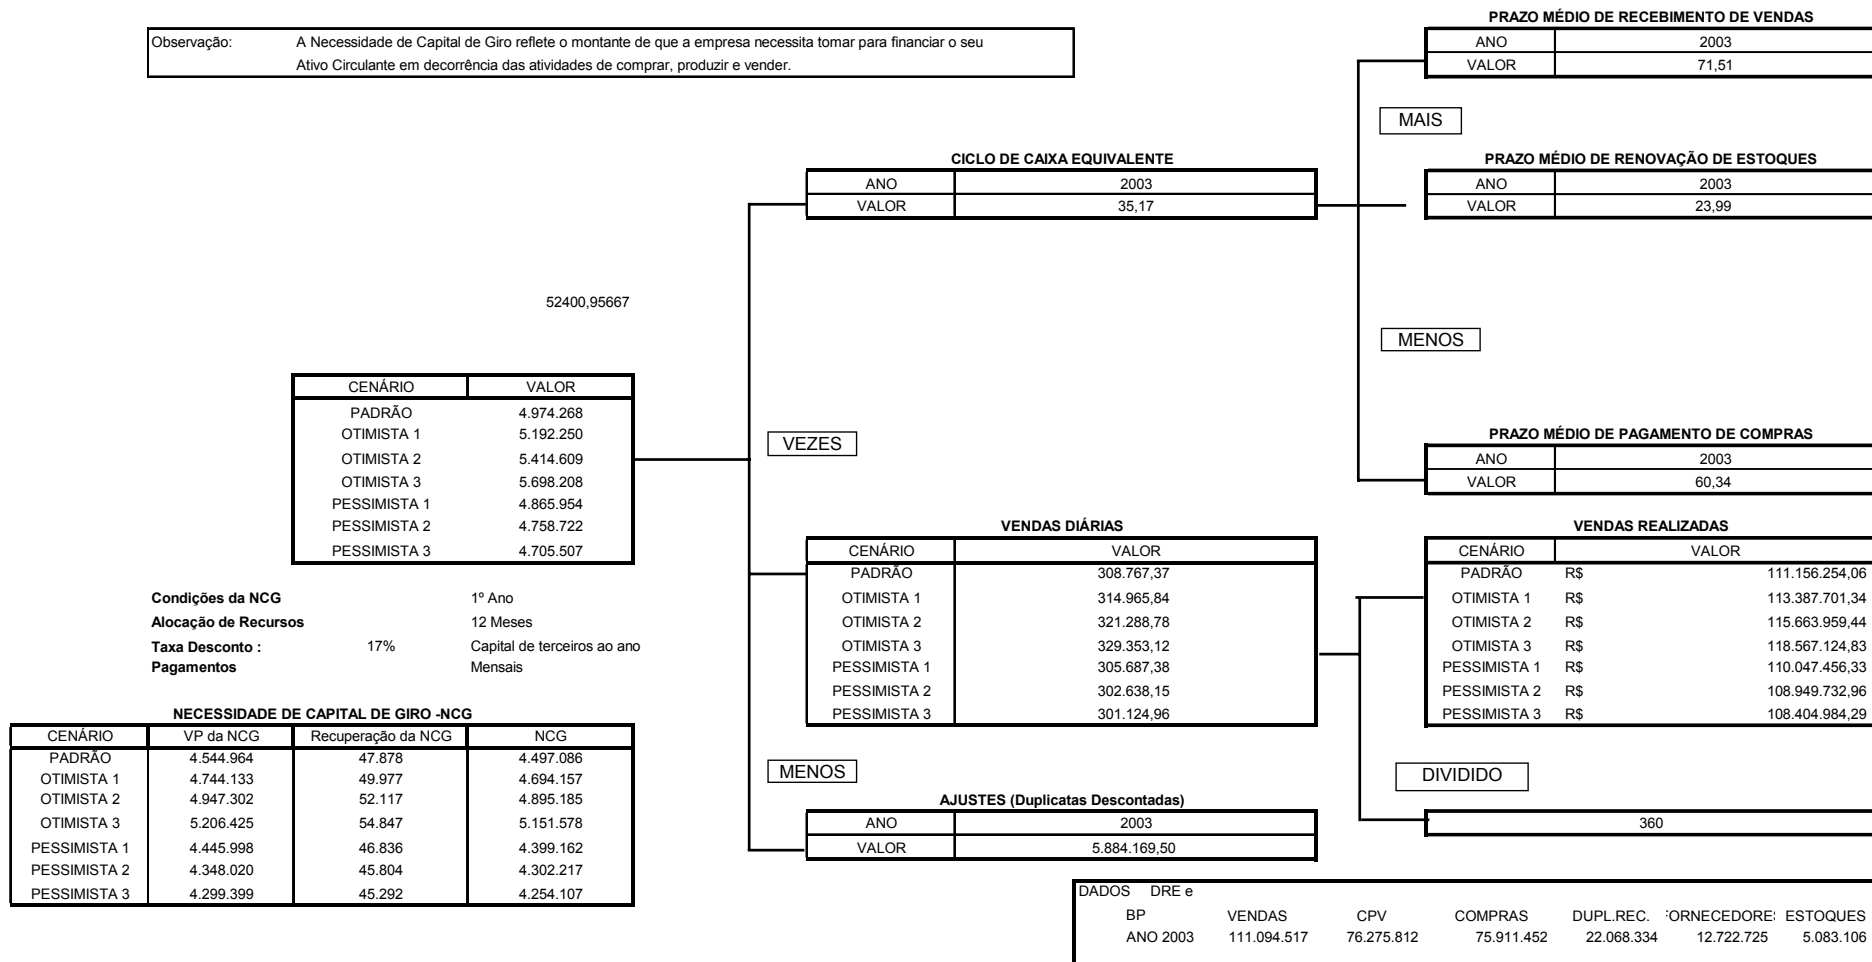 PRAZO MÉDIO DE RECEBIMENTO DE VENDAS
Observação: A Necessidade de Capital de Giro reflete o montante de que a empresa necessita tomar para financiar o seu
Ativo Circulante em decorrência das atividades de comprar, produzir e vender.
ANO 2003
VALOR 71,51
MAIS
CICLO DE CAIXA EQUIVALENTE
ANO 2003
VALOR 35,17
PRAZO MÉDIO DE RENOVAÇÃO DE ESTOQUES
ANO 2003
VALOR 23,99
52400,95667
MENOS
CENÁRIO VALOR
PADRÃO 4.974.268
OTIMISTA 1 5.192.250
OTIMISTA 2 5.414.609
OTIMISTA 3 5.698.208
PESSIMISTA 1 4.865.954
PESSIMISTA 2 4.758.722
PESSIMISTA 3 4.705.507
VEZES
PRAZO MÉDIO DE PAGAMENTO DE COMPRAS
ANO 2003
VALOR 60,34
VENDAS DIÁRIAS
CENÁRIO VALOR
PADRÃO 308.767,37
OTIMISTA 1 314.965,84
OTIMISTA 2 321.288,78
OTIMISTA 3 329.353,12
PESSIMISTA 1 305.687,38
PESSIMISTA 2 302.638,15
PESSIMISTA 3 301.124,96
VENDAS REALIZADAS
CENÁRIO VALOR
PADRÃO R$ 111.156.254,06
OTIMISTA 1 R$ 113.387.701,34
OTIMISTA 2 R$ 115.663.959,44
OTIMISTA 3 R$ 118.567.124,83
PESSIMISTA 1 R$ 110.047.456,33
PESSIMISTA 2 R$ 108.949.732,96
PESSIMISTA 3 R$ 108.404.984,29
Condições da NCG 1º Ano
Alocação de Recursos 12 Meses
Taxa Desconto : 17% Capital de terceiros ao ano
Pagamentos Mensais
NECESSIDADE DE CAPITAL DE GIRO -NCG
CENÁRIO VP da NCG Recuperação da NCG NCG
PADRÃO 4.544.964 47.878 4.497.086
OTIMISTA 1 4.744.133 49.977 4.694.157
OTIMISTA 2 4.947.302 52.117 4.895.185
OTIMISTA 3 5.206.425 54.847 5.151.578
PESSIMISTA 1 4.445.998 46.836 4.399.162
PESSIMISTA 2 4.348.020 45.804 4.302.217
PESSIMISTA 3 4.299.399 45.292 4.254.107
MENOS
DIVIDIDO
AJUSTES (Duplicatas Descontadas)
ANO 2003
VALOR 5.884.169,50
360
DADOS DRE e
BP VENDAS CPV COMPRAS DUPL.REC. ORNECEDORE ESTOQUES
ANO 2003 111.094.517 76.275.812 75.911.452 22.068.334 12.722.725 5.083.106